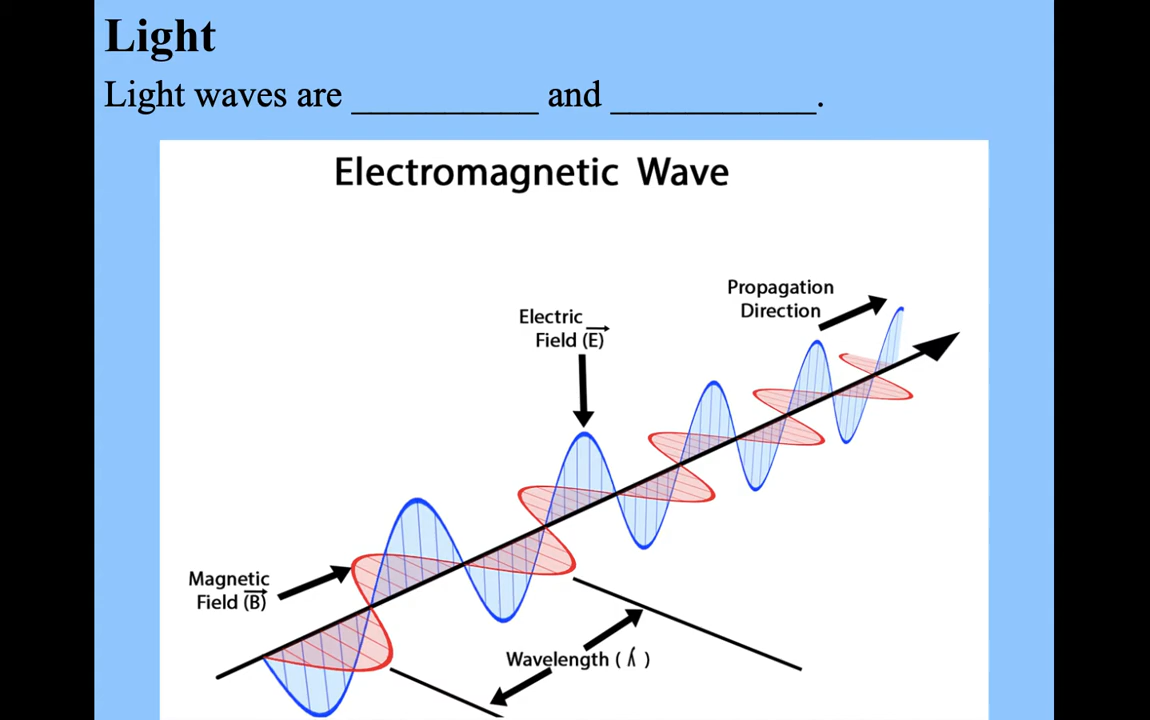 Light
Light waves are __________ and ___________.
Electromagnetic Wave
Propagation
Direction
Electric
Field (E)
Magnetic
Field (B)
Wavelength ( λ )